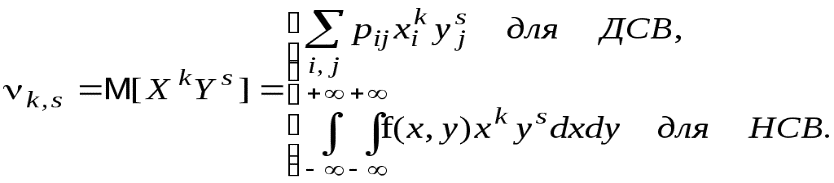 ∑ p_{ij} x_i^k y_j^s для ДСВ,
i, j
ν_{k,s} = M[X^k Y^s] =
+∞ +∞
∫ ∫ f(x, y) x^k y^s dxdy для НСВ.
- ∞ - ∞